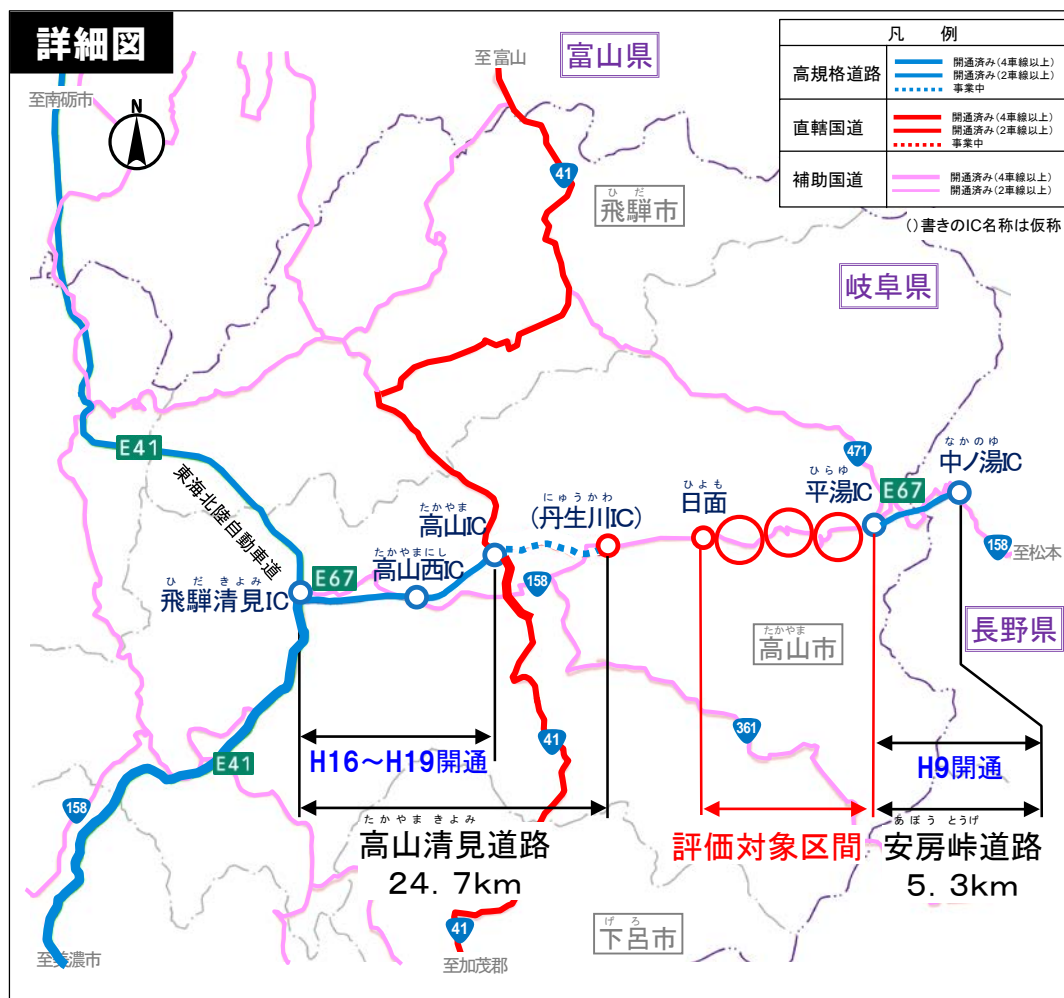 詳細図
至富山
富山県
凡 例
高規格道路
開通済み(4車線以上)
開通済み(2車線以上)
事業中
直轄国道
開通済み(4車線以上)
開通済み(2車線以上)
事業中
補助国道
開通済み(4車線以上)
開通済み(2車線以上)
()書きのIC名称は仮称
至南砺市
N
41
ひだ
飛騨市
岐阜県
E41
東海北陸自動車道
471
なかのゆ
中ノ湯IC
ひらゆ
平湯IC
E67
ひよも
日面
にゅうかわ
(丹生川IC)
たかやま
高山IC
たかやまにし
高山西IC
E67
ひだ きよみ
飛騨清見IC
158
158
至松本
長野県
たかやま
高山市
361
41
E41
158
H16~H19開通
H9開通
たかやま きよみ
高山清見道路
24.7km
評価対象区間
あぼう とうげ
安房峠道路
5.3km
41
げろ
下呂市
至美濃市
至加茂郡